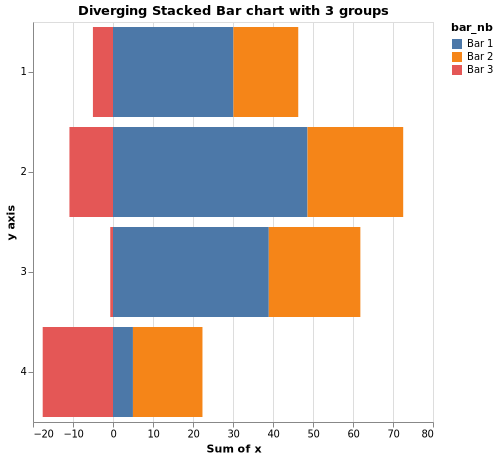 Diverging Stacked Bar chart with 3 groups
bar_nb
Bar 1
Bar 2
Bar 3
y axis
1
2
3
4
−20 −10 0 10 20 30 40 50 60 70 80
Sum of x